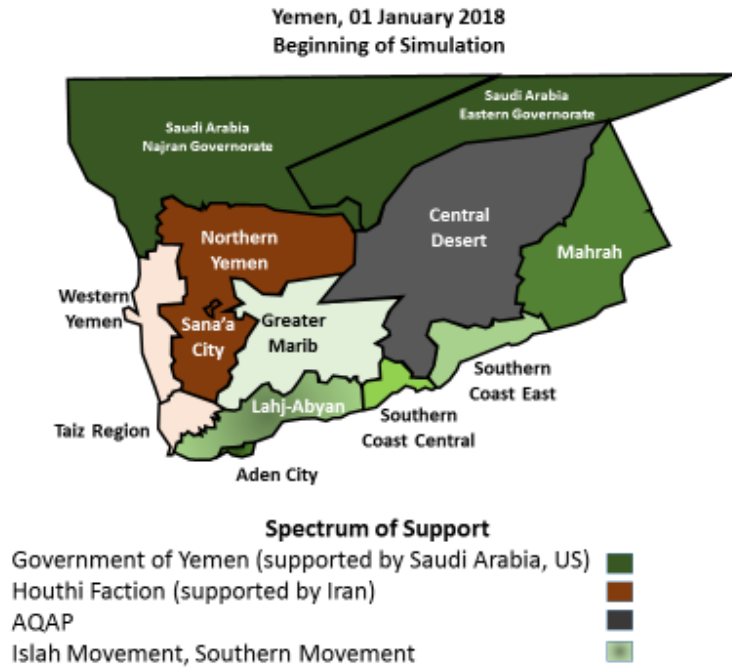 Yemen, 01 January 2018
Beginning of Simulation
Saudi Arabia
Eastern Governorate
Saudi Arabia
Najran Governorate
Central
Desert
Northern
Yemen
Mahrah
Western
Yemen
Sana'a
City
Greater
Marib
Southern
Coast East
Lahj-Abyan
Southern
Coast Central
Taiz Region
Aden City
Spectrum of Support
Government of Yemen (supported by Saudi Arabia, US)
Houthi Faction (supported by Iran)
AQAP
Islah Movement, Southern Movement